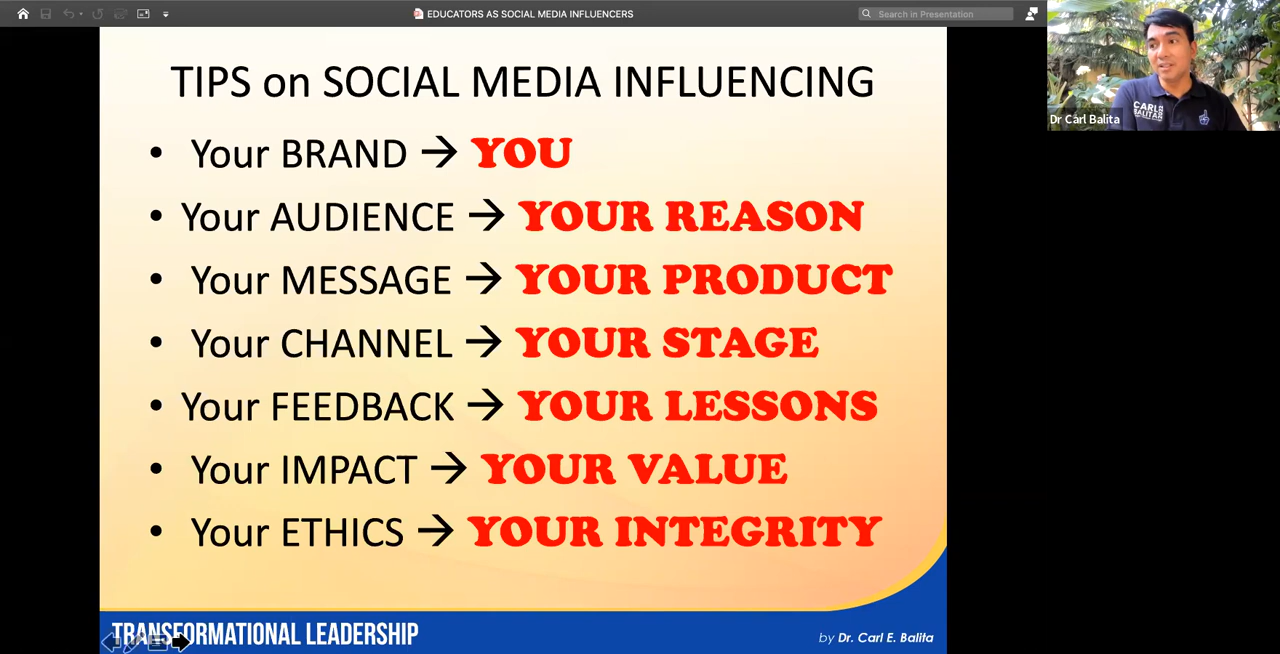 EDUCATORS AS SOCIAL MEDIA INFLUENCERS
Search in Presentation
TIPS on SOCIAL MEDIA INFLUENCING
• Your BRAND → YOU
• Your AUDIENCE → YOUR REASON
• Your MESSAGE → YOUR PRODUCT
• Your CHANNEL → YOUR STAGE
• Your FEEDBACK → YOUR LESSONS
• Your IMPACT → YOUR VALUE
• Your ETHICS → YOUR INTEGRITY
TRANSFORMATIONAL LEADERSHIP
by Dr. Carl E. Balita
CARL
BALITA
Dr Carl Balita